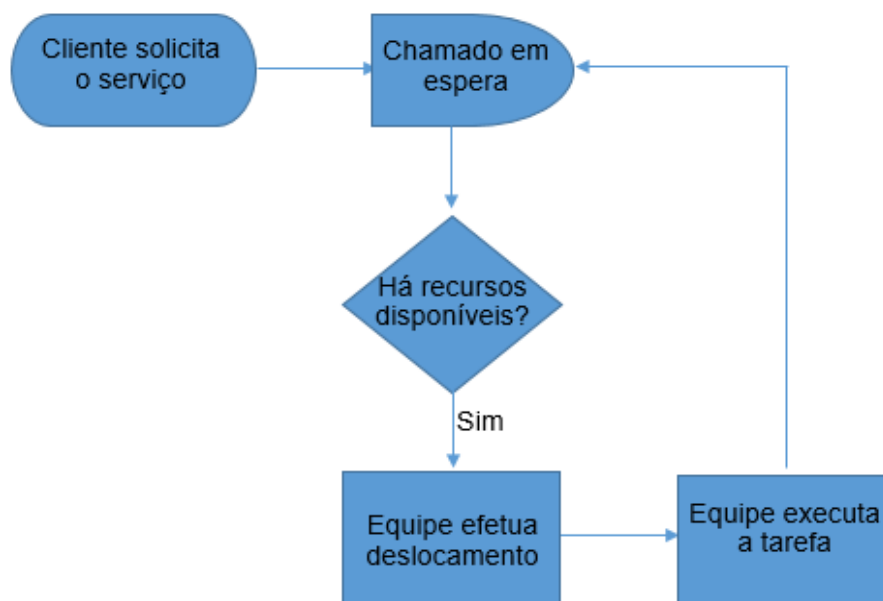 Cliente solicita
o serviço
Chamado em
espera
Há recursos
disponíveis?
Sim
Equipe efetua
deslocamento
Equipe executa
a tarefa